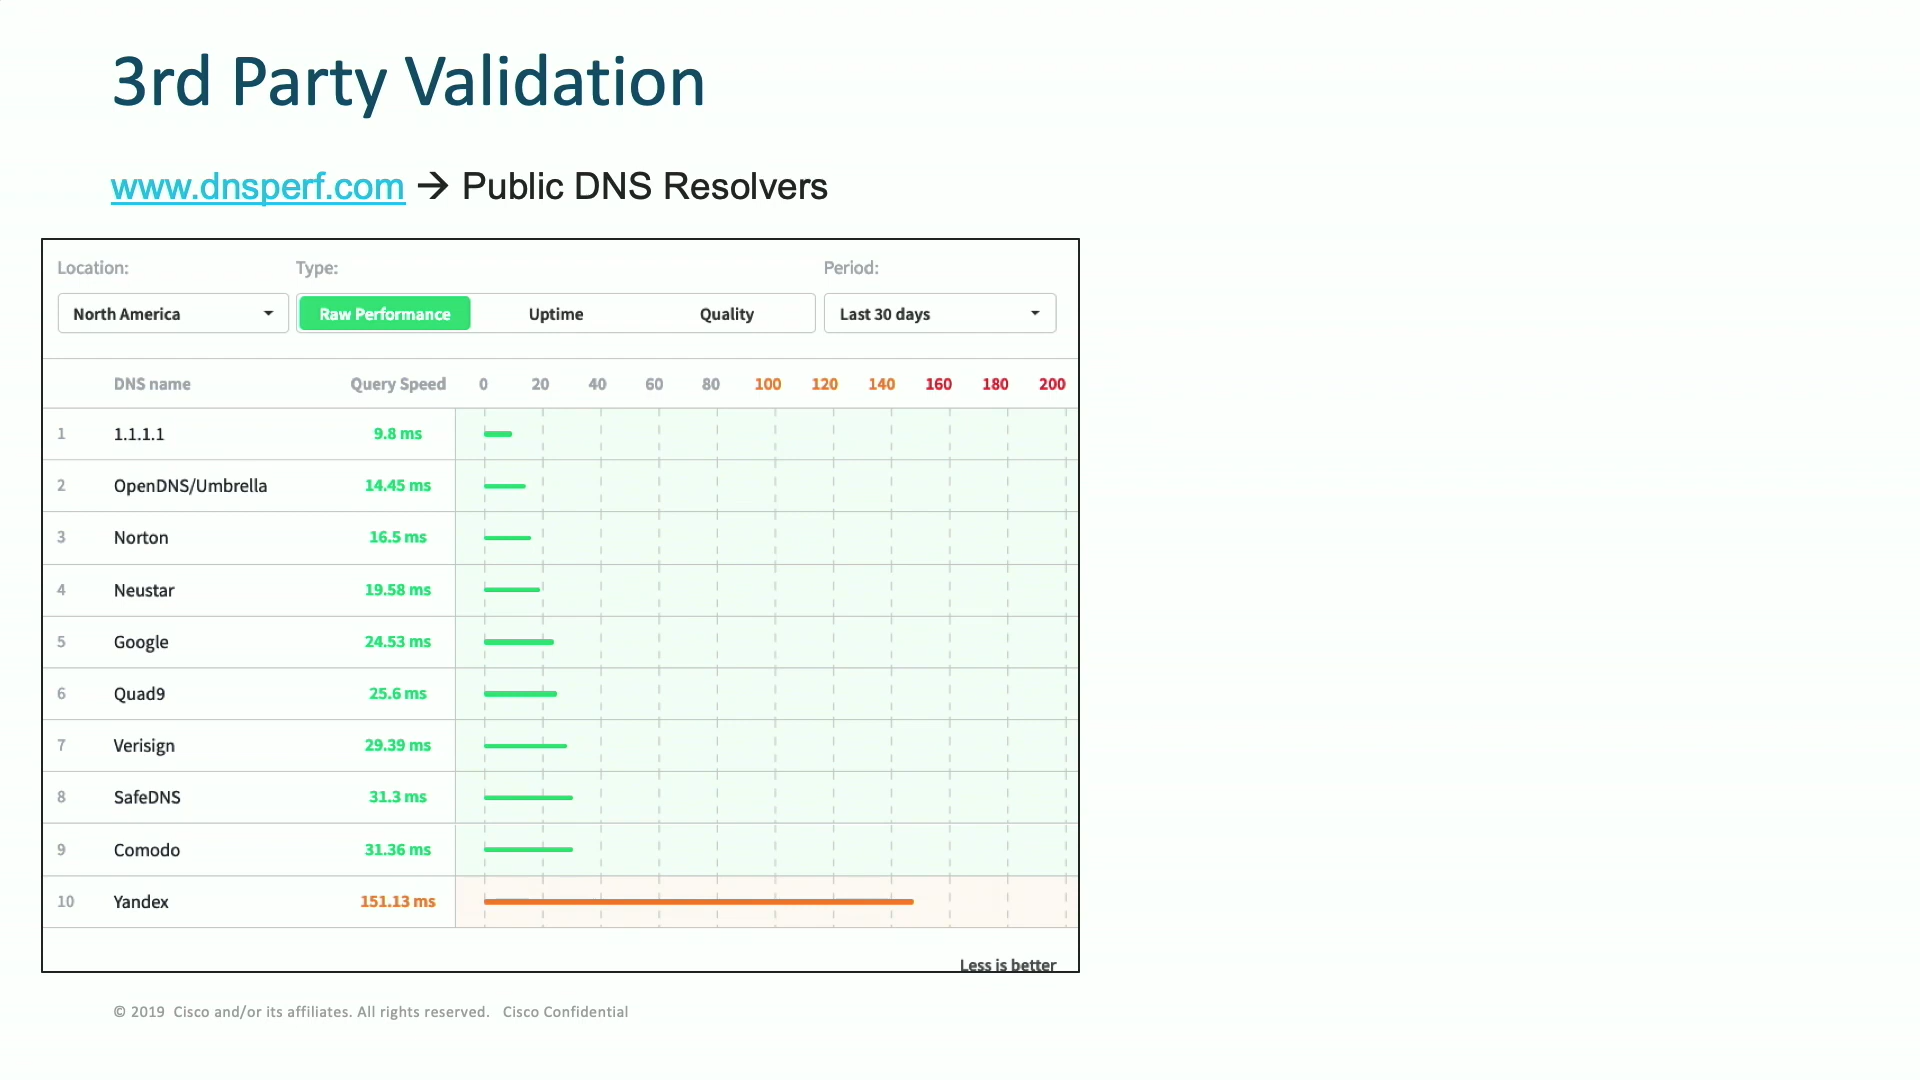 3rd Party Validation
www.dnsperf.com → Public DNS Resolvers
Location: Type: Period:
North America Raw Performance Uptime Quality Last 30 days
DNS name Query Speed 0 20 40 60 80 100 120 140 160 180 200
1 1.1.1.1 9.8 ms
2 OpenDNS/Umbrella 14.45 ms
3 Norton 16.5 ms
4 Neustar 19.58 ms
5 Google 24.53 ms
6 Quad9 25.6 ms
7 Verisign 29.39 ms
8 SafeDNS 31.3 ms
9 Comodo 31.36 ms
10 Yandex 151.13 ms
Less is better
© 2019 Cisco and/or its affiliates. All rights reserved. Cisco Confidential